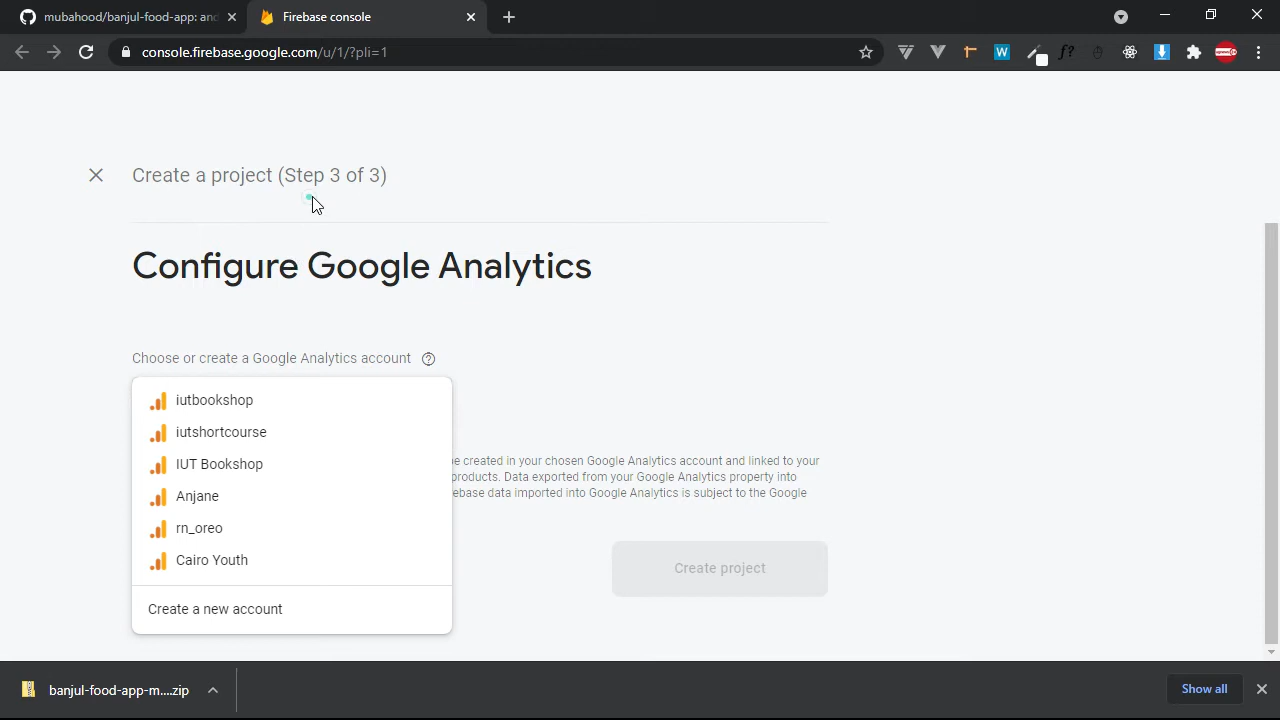 mubahood/banjul-food-app: and
Firebase console
console.firebase.google.com/u/1/?pli=1
W
f?
Create a project (Step 3 of 3)
Configure Google Analytics
Choose or create a Google Analytics account ?
iutbookshop
iutshortcourse
IUT Bookshop
Anjane
rn_oreo
Cairo Youth
Create a new account
be created in your chosen Google Analytics account and linked to your
products. Data exported from your Google Analytics property into
ebase data imported into Google Analytics is subject to the Google
Create project
banjul-food-app-m....zip
Show all